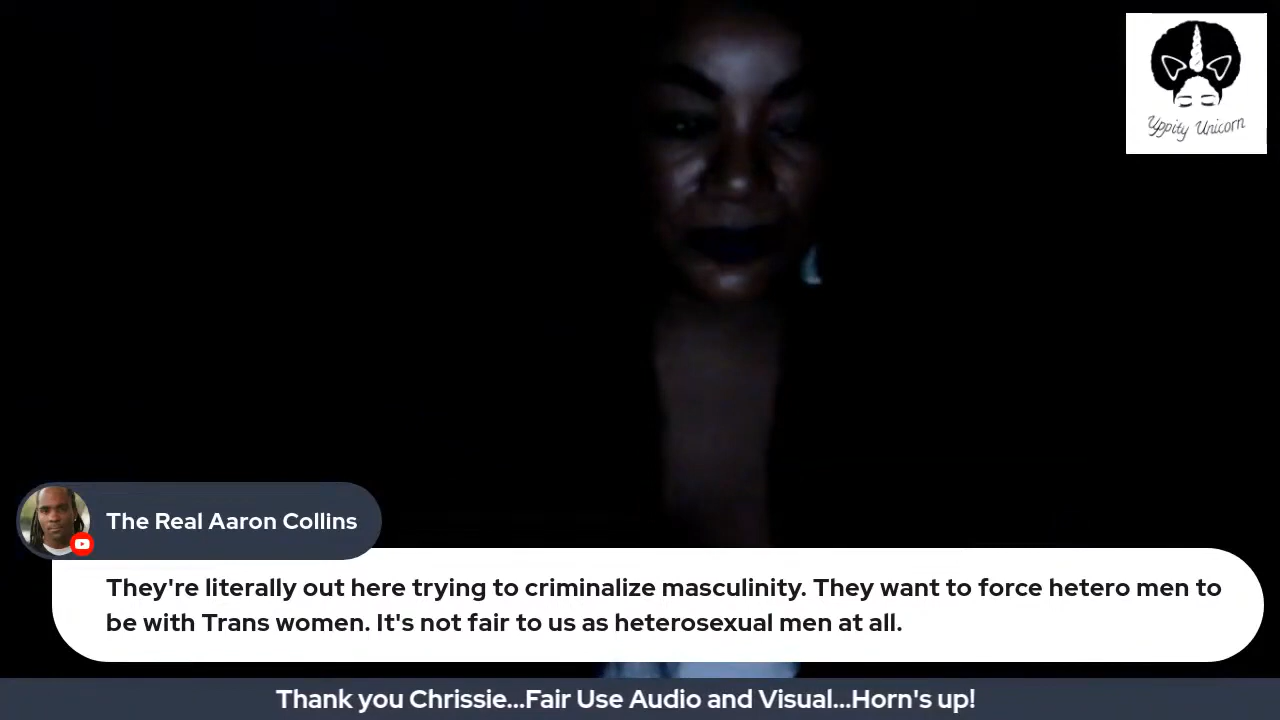 Uppity Unicorn
The Real Aaron Collins
They're literally out here trying to criminalize masculinity. They want to force hetero men to
be with Trans women. It's not fair to us as heterosexual men at all.
Thank you Chrissie...Fair Use Audio and Visual...Horn's up!